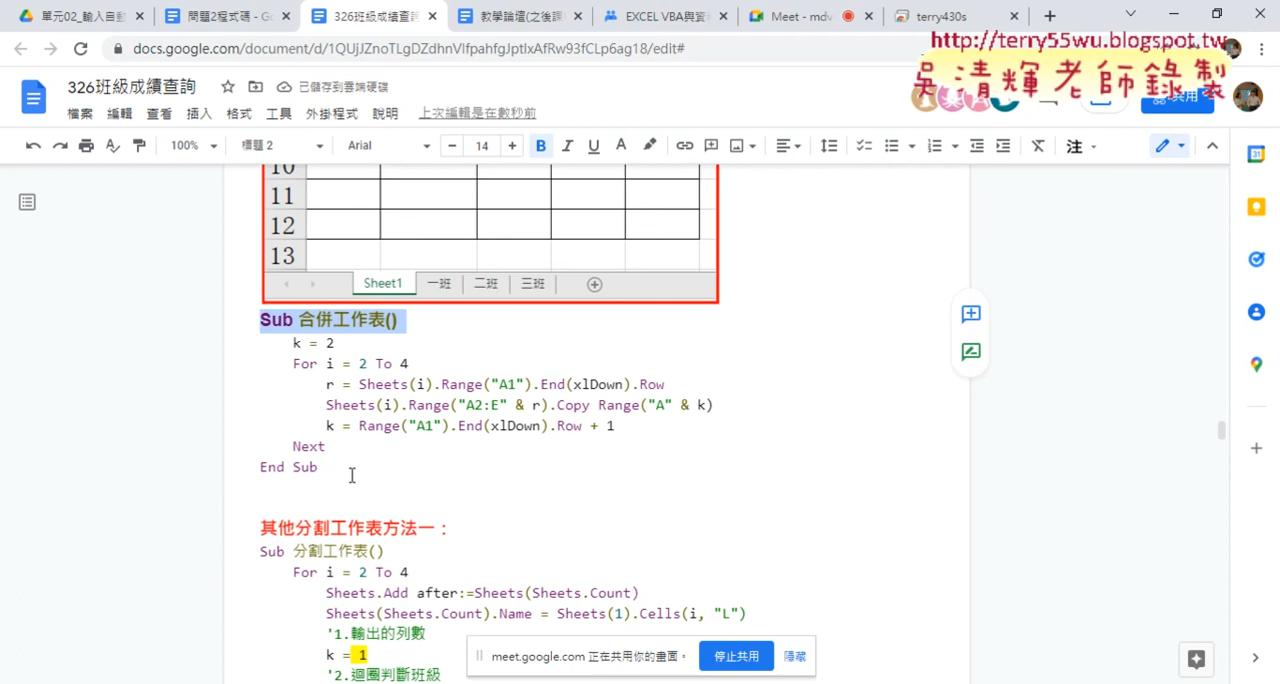 單元02_輸入自動
問題2程式碼 - Go
326班級成績查詢
教學論壇(之後課
EXCEL VBA與資
Meet - mdv
terry430s
docs.google.com/document/d/1QUjJZnoTLgDZdhnVlfpahfgJptlxAfRw93fCLp6ag18/edit#
http://terry55wu.blogspot.tw
吳清輝老師錄製
326班級成績查詢
已儲存到雲端硬碟
檔案 編輯 查看 插入 格式 工具 外掛程式 說明 上次編輯是在數秒前
共用
100% 標題 2 Arial 14 B I U A 注
10
11
12
13
Sheet1 一班 二班 三班
Sub 合併工作表()
k = 2
For i = 2 To 4
r = Sheets(i).Range("A1").End(xlDown).Row
Sheets(i).Range("A2:E" & r).Copy Range("A" & k)
k = Range("A1").End(xlDown).Row + 1
Next
End Sub
其他分割工作表方法一：
Sub 分割工作表()
For i = 2 To 4
Sheets.Add after:=Sheets(Sheets.Count)
Sheets(Sheets.Count).Name = Sheets(1).Cells(i, "L")
'1.輸出的列數
k = 1
'2.迴圈判斷班級
meet.google.com 正在共用你的畫面。 停止共用 隱藏
31